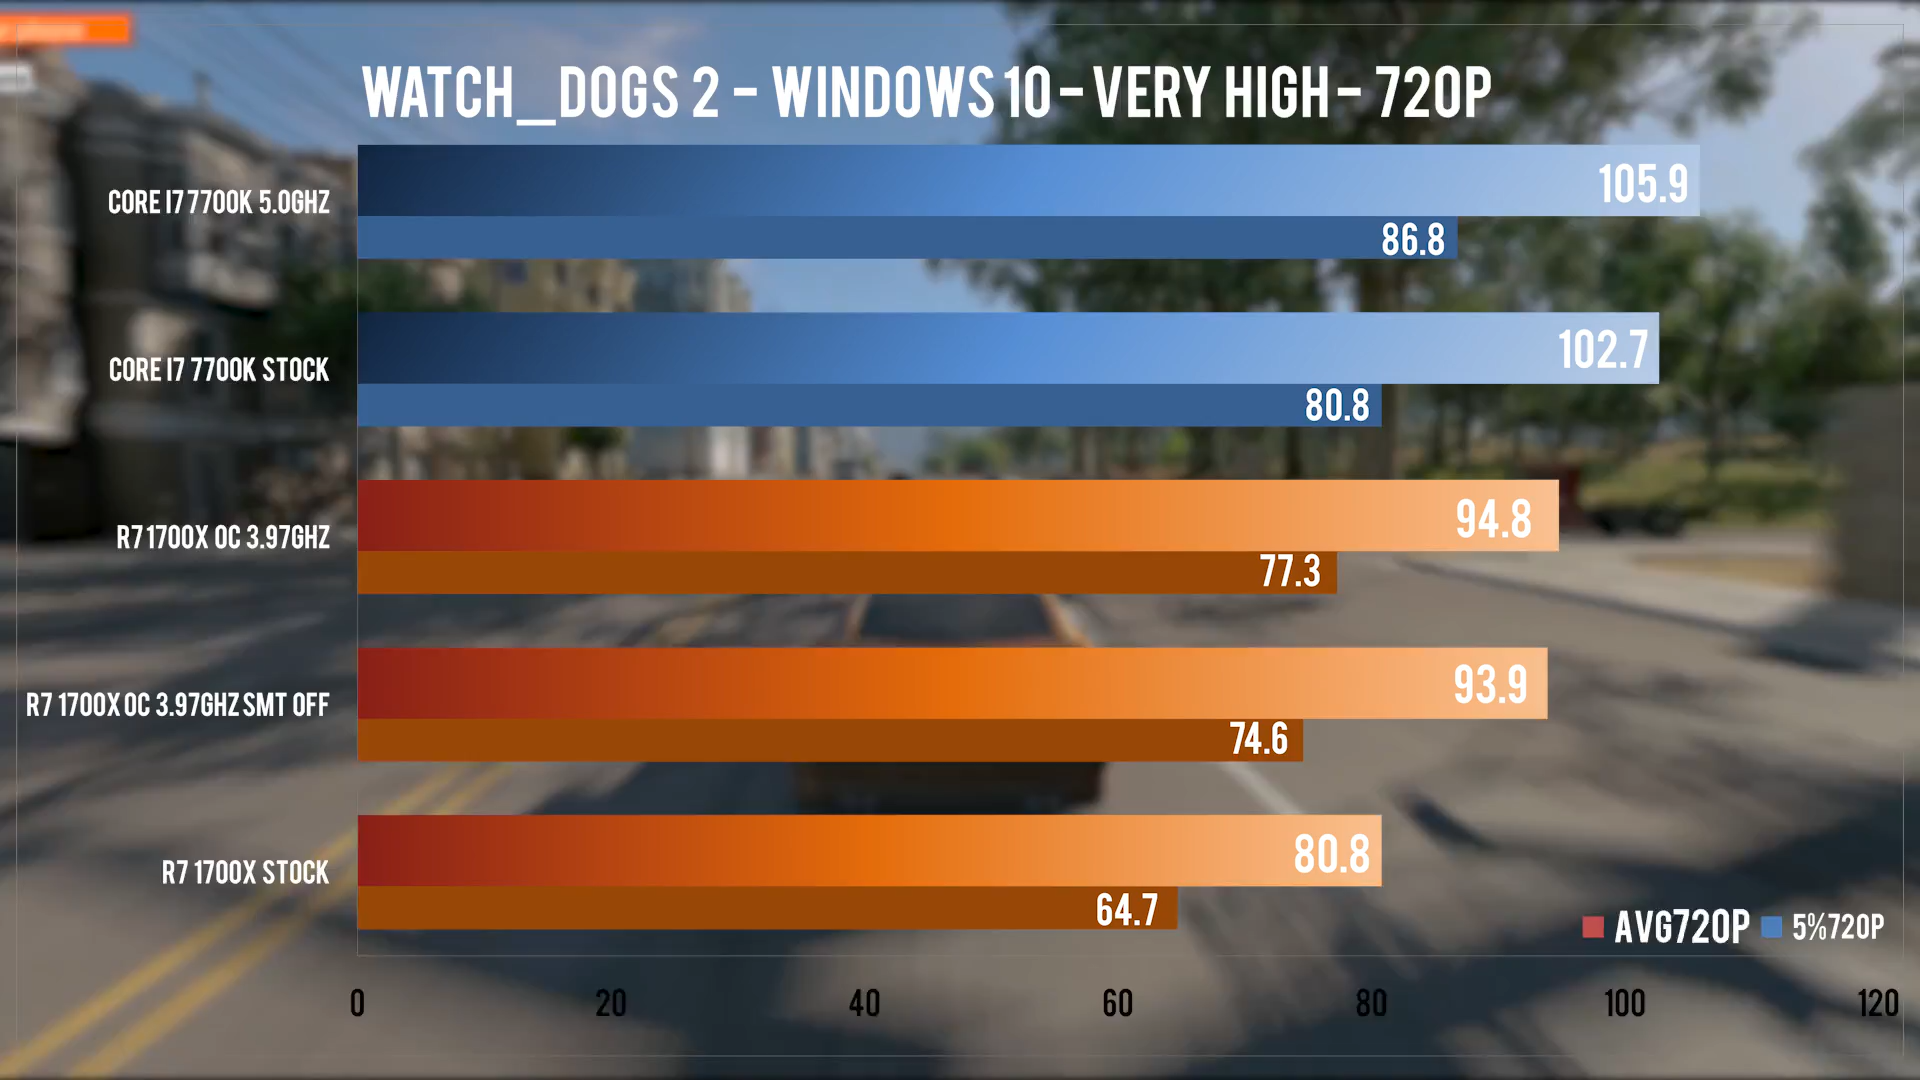 WATCH_DOGS 2 - WINDOWS 10 - VERY HIGH - 720P
CORE I7 7700K 5.0GHZ
105.9
86.8
CORE I7 7700K STOCK
102.7
80.8
R7 1700X OC 3.97GHZ
94.8
77.3
R7 1700X OC 3.97GHZ SMT OFF
93.9
74.6
R7 1700X STOCK
80.8
64.7
AVG720P 5%720P
0 20 40 60 80 100 120